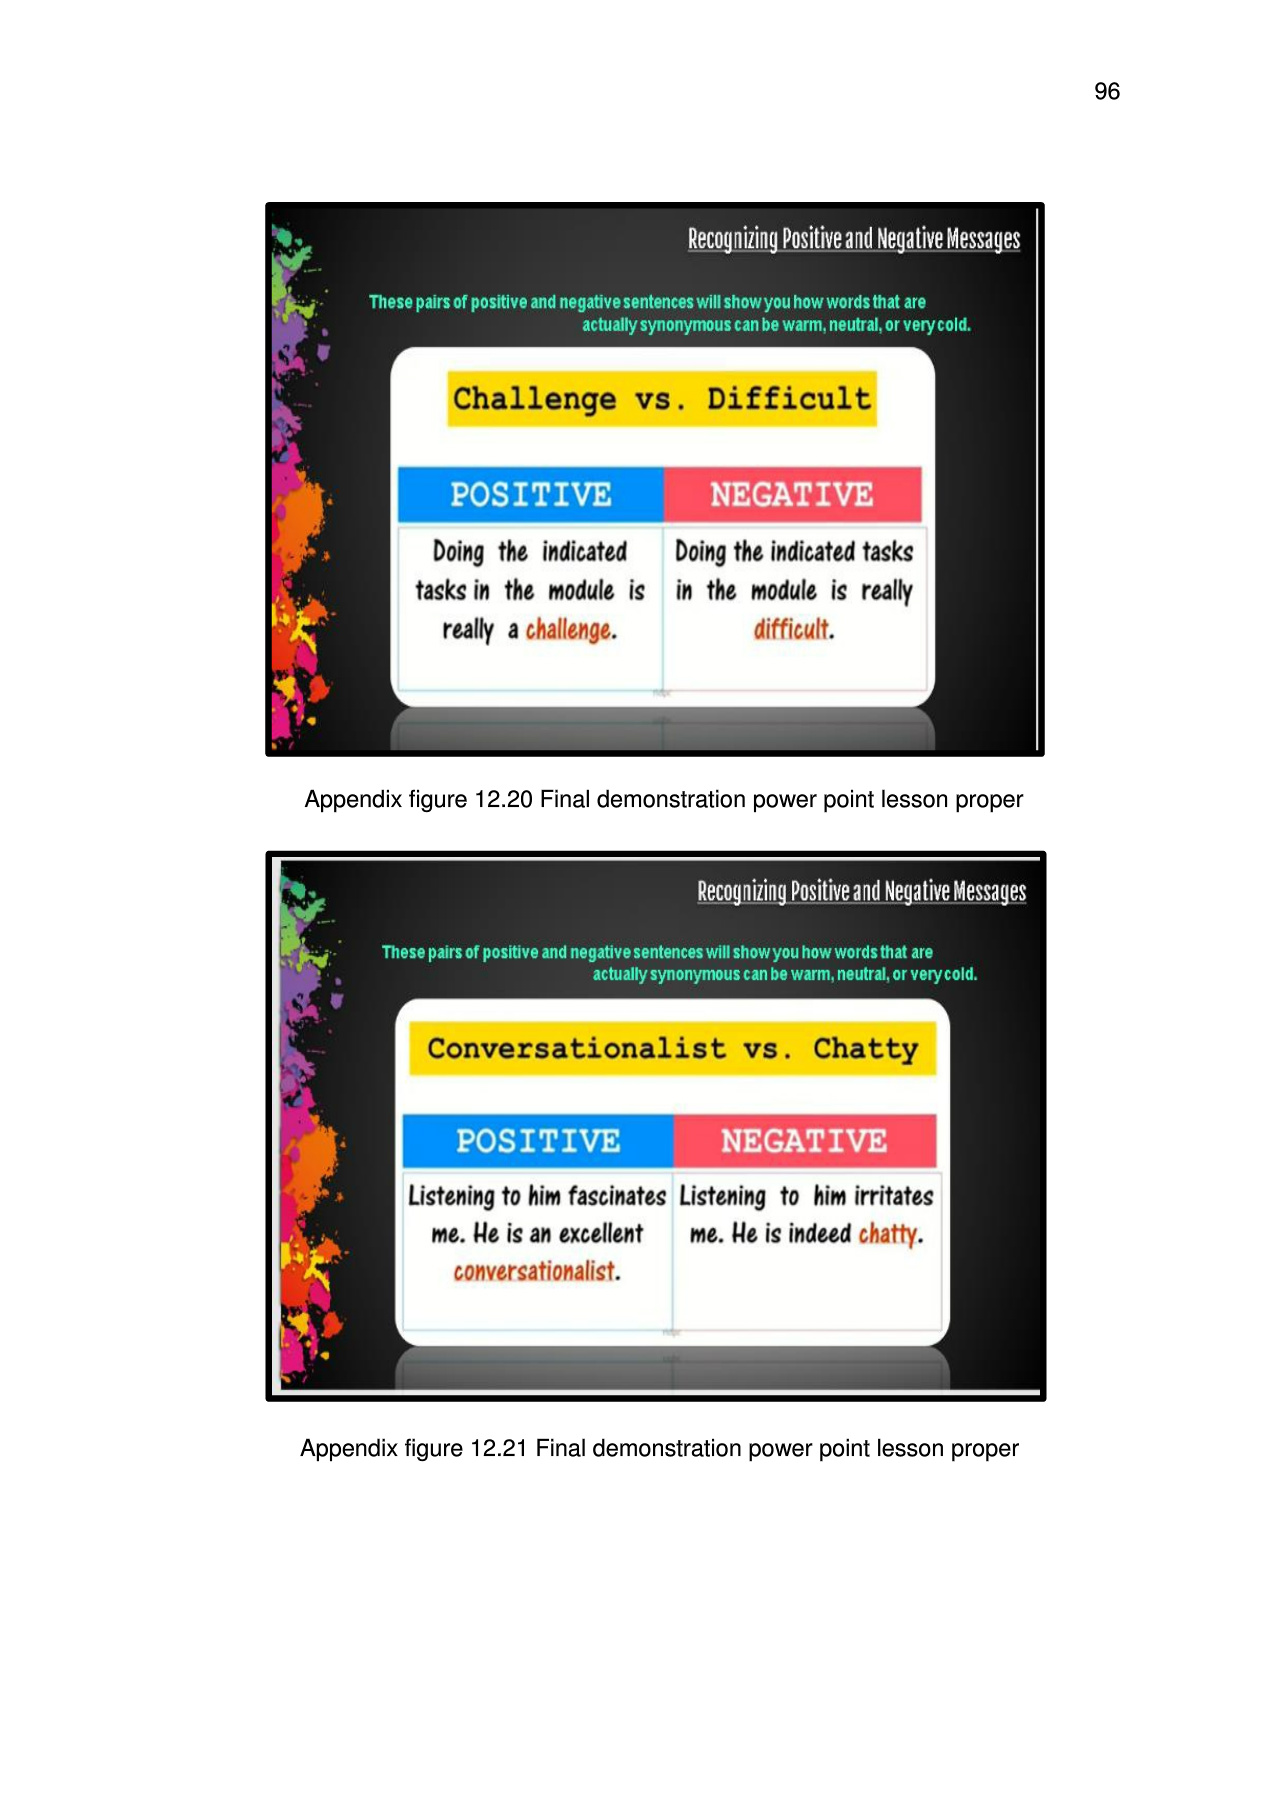 96
Recognizing Positive and Negative Messages
These pairs of positive and negative sentences will show you how words that are
actually synonymous can be warm, neutral, or very cold.
Challenge vs. Difficult
POSITIVE
NEGATIVE
Doing the indicated
tasks in the module is
really a challenge.
Doing the indicated tasks
in the module is really
difficult.
Appendix figure 12.20 Final demonstration power point lesson proper
Recognizing Positive and Negative Messages
These pairs of positive and negative sentences will show you how words that are
actually synonymous can be warm, neutral, or very cold.
Conversationalist vs. Chatty
POSITIVE
NEGATIVE
Listening to him fascinates
me. He is an excellent
conversationalist.
Listening to him irritates
me. He is indeed chatty.
Appendix figure 12.21 Final demonstration power point lesson proper